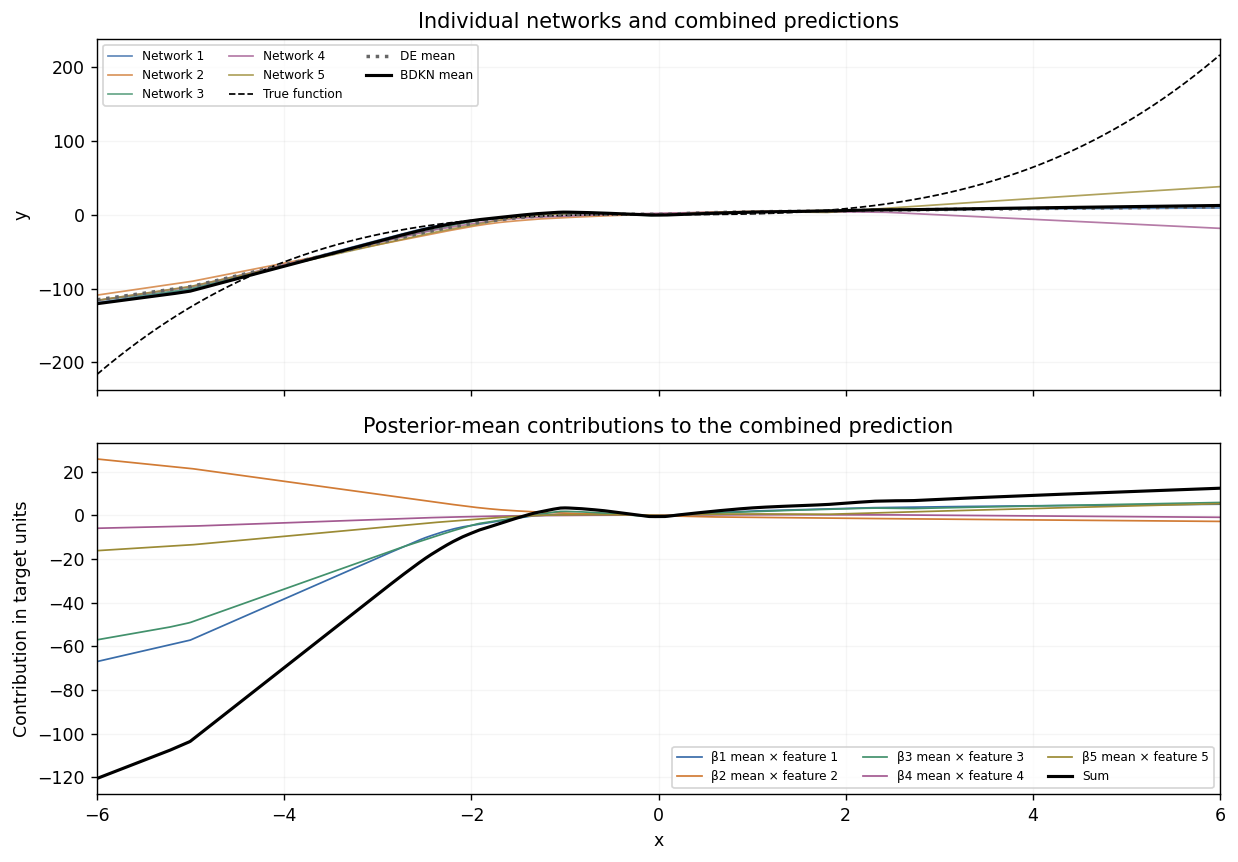 Individual networks and combined predictions
Network 1
Network 2
Network 3
Network 4
Network 5
True function
DE mean
BDKN mean
200
100
0
−100
−200
y
Posterior-mean contributions to the combined prediction
20
0
−20
−40
−60
−80
−100
−120
Contribution in target units
β1 mean × feature 1
β2 mean × feature 2
β3 mean × feature 3
β4 mean × feature 4
β5 mean × feature 5
Sum
−6
−4
−2
0
2
4
6
x